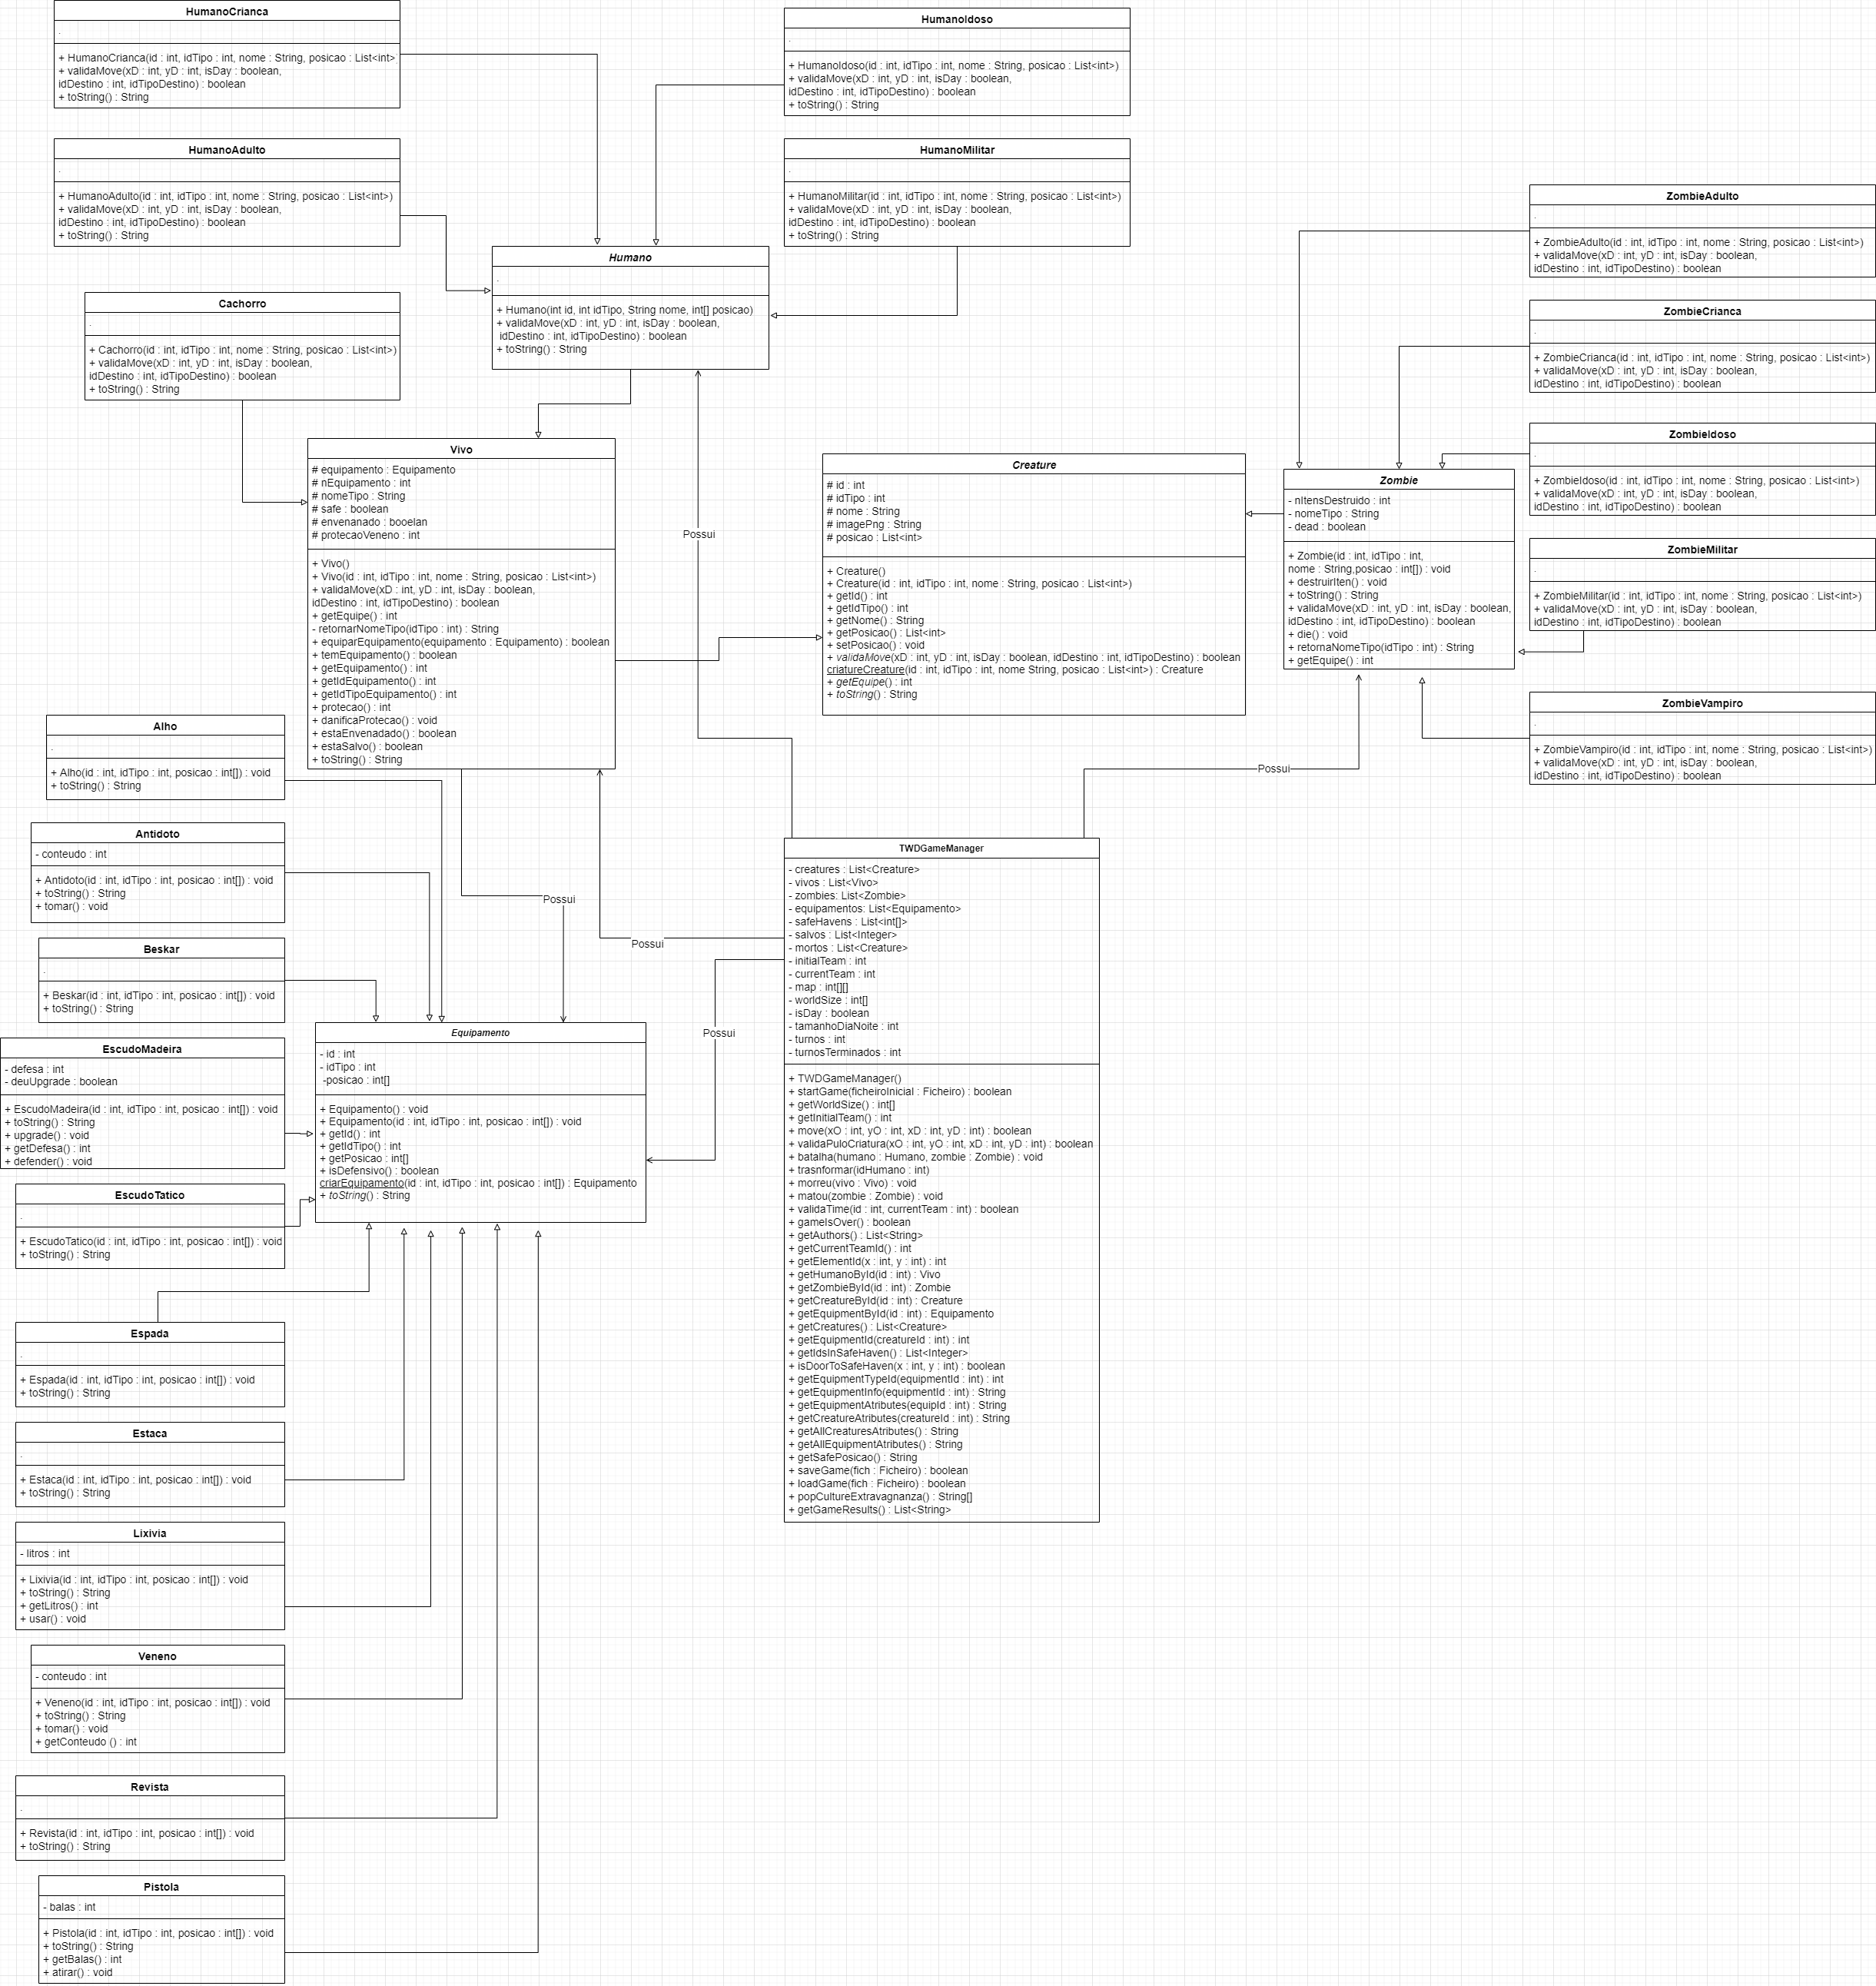 HumanoCrianca
.
+ HumanoCrianca(id : int, idTipo : int, nome : String, posicao : List<int>
+ validaMove(xD : int, yD : int, isDay : boolean,
idDestino : int, idTipoDestino) : boolean
+ toString() : String
HumanoIdoso
.
+ HumanoIdoso(id : int, idTipo : int, nome : String, posicao : List<int>)
+ validaMove(xD : int, yD : int, isDay : boolean,
idDestino : int, idTipoDestino) : boolean
+ toString() : String
HumanoAdulto
.
+ HumanoAdulto(id : int, idTipo : int, nome : String, posicao : List<int>)
+ validaMove(xD : int, yD : int, isDay : boolean,
idDestino : int, idTipoDestino) : boolean
+ toString() : String
HumanoMilitar
.
+ HumanoMilitar(id : int, idTipo : int, nome : String, posicao : List<int>)
+ validaMove(xD : int, yD : int, isDay : boolean,
idDestino : int, idTipoDestino) : boolean
+ toString() : String
ZombieAdulto
.
+ ZombieAdulto(id : int, idTipo : int, nome : String, posicao : List<int>)
+ validaMove(xD : int, yD : int, isDay : boolean,
idDestino : int, idTipoDestino) : boolean
Humano
.
+ Humano(int id, int idTipo, String nome, int[] posicao)
+ validaMove(xD : int, yD : int, isDay : boolean,
idDestino : int, idTipoDestino) : boolean
+ toString() : String
Cachorro
.
+ Cachorro(id : int, idTipo : int, nome : String, posicao : List<int>)
+ validaMove(xD : int, yD : int, isDay : boolean,
idDestino : int, idTipoDestino) : boolean
+ toString() : String
ZombieCrianca
.
+ ZombieCrianca(id : int, idTipo : int, nome : String, posicao : List<int>)
+ validaMove(xD : int, yD : int, isDay : boolean,
idDestino : int, idTipoDestino) : boolean
ZombieIdoso
.
+ ZombieIdoso(id : int, idTipo : int, nome : String, posicao : List<int>)
+ validaMove(xD : int, yD : int, isDay : boolean,
idDestino : int, idTipoDestino) : boolean
Vivo
# equipamento : Equipamento
# nEquipamento : int
# nomeTipo : String
# safe : boolean
# envenanado : booelan
# protecaoVeneno : int
+ Vivo()
+ Vivo(id : int, idTipo : int, nome : String, posicao : List<int>)
+ validaMove(xD : int, yD : int, isDay : boolean,
idDestino : int, idTipoDestino) : boolean
+ getEquipe() : int
- retornarNomeTipo(idTipo : int) : String
+ equiparEquipamento(equipamento : Equipamento) : boolean
+ temEquipamento() : boolean
+ getEquipamento() : int
+ getIdEquipamento() : int
+ getIdTipoEquipamento() : int
+ protecao() : int
+ danificaProtecao() : void
+ estaEnvenadado() : boolean
+ estaSalvo() : boolean
+ toString() : String
Possui
Creature
# id : int
# idTipo : int
# nome : String
# imagePng : String
# posicao : List<int>
+ Creature()
+ Creature(id : int, idTipo : int, nome : String, posicao : List<int>)
+ getId() : int
+ getIdTipo() : int
+ getNome() : String
+ getPosicao() : List<int>
+ setPosicao() : void
+ validaMove(xD : int, yD : int, isDay : boolean, idDestino : int, idTipoDestino) : boolean
criatureCreature(id : int, idTipo : int, nome String, posicao : List<int>) : Creature
+ getEquipe() : int
+ toString() : String
Zombie
- nItensDestruido : int
- nomeTipo : String
- dead : boolean
+ Zombie(id : int, idTipo : int,
nome : String,posicao : int[]) : void
+ destruirIten() : void
+ toString() : String
+ validaMove(xD : int, yD : int, isDay : boolean,
idDestino : int, idTipoDestino) : boolean
+ die() : void
+ retornaNomeTipo(idTipo : int) : String
+ getEquipe() : int
ZombieMilitar
.
+ ZombieMilitar(id : int, idTipo : int, nome : String, posicao : List<int>)
+ validaMove(xD : int, yD : int, isDay : boolean,
idDestino : int, idTipoDestino) : boolean
ZombieVampiro
.
+ ZombieVampiro(id : int, idTipo : int, nome : String, posicao : List<int>)
+ validaMove(xD : int, yD : int, isDay : boolean,
idDestino : int, idTipoDestino) : boolean
Possui
Alho
.
+ Alho(id : int, idTipo : int, posicao : int[]) : void
+ toString() : String
Antidoto
- conteudo : int
+ Antidoto(id : int, idTipo : int, posicao : int[]) : void
+ toString() : String
+ tomar() : void
Possui
Possui
Possui
TWDGameManager
- creatures : List<Creature>
- vivos : List<Vivo>
- zombies: List<Zombie>
- equipamentos: List<Equipamento>
- safeHavens : List<int[]>
- salvos : List<Integer>
- mortos : List<Creature>
- initialTeam : int
- currentTeam : int
- map : int[][]
- worldSize : int[]
- isDay : boolean
- tamanhoDiaNoite : int
- turnos : int
- turnosTerminados : int
+ TWDGameManager()
+ startGame(ficheiroInicial : Ficheiro) : boolean
+ getWorldSize() : int[]
+ getInitialTeam() : int
+ move(xO : int, yO : int, xD : int, yD : int) : boolean
+ validaPuloCriatura(xO : int, yO : int, xD : int, yD : int) : boolean
+ batalha(humano : Humano, zombie : Zombie) : void
+ trasnformar(idHumano : int)
+ morreu(vivo : Vivo) : void
+ matou(zombie : Zombie) : void
+ validaTime(id : int, currentTeam : int) : boolean
+ gameIsOver() : boolean
+ getAuthors() : List<String>
+ getCurrentTeamId() : int
+ getElementId(x : int, y : int) : int
+ getHumanoById(id : int) : Vivo
+ getZombieById(id : int) : Zombie
+ getCreatureById(id : int) : Creature
+ getEquipmentById(id : int) : Equipamento
+ getCreatures() : List<Creature>
+ getEquipmentId(creatureId : int) : int
+ getIdsInSafeHaven() : List<Integer>
+ isDoorToSafeHaven(x : int, y : int) : boolean
+ getEquipmentTypeId(equipmentId : int) : int
+ getEquipmentInfo(equipmentId : int) : String
+ getEquipmentAtributes(equipId : int) : String
+ getCreatureAtributes(creatureId : int) : String
+ getAllCreaturesAtributes() : String
+ getAllEquipmentAtributes() : String
+ getSafePosicao() : String
+ saveGame(fich : Ficheiro) : boolean
+ loadGame(fich : Ficheiro) : boolean
+ popCultureExtravagnanza() : String[]
+ getGameResults() : List<String>
Beskar
.
+ Beskar(id : int, idTipo : int, posicao : int[]) : void
+ toString() : String
EscudoMadeira
- defesa : int
- deuUpgrade : boolean
+ EscudoMadeira(id : int, idTipo : int, posicao : int[]) : void
+ toString() : String
+ upgrade() : void
+ getDefesa() : int
+ defender() : void
Equipamento
- id : int
- idTipo : int
-posicao : int[]
+ Equipamento() : void
+ Equipamento(id : int, idTipo : int, posicao : int[]) : void
+ getId() : int
+ getIdTipo() : int
+ getPosicao : int[]
+ isDefensivo() : boolean
criarEquipamento(id : int, idTipo : int, posicao : int[]) : Equipamento
+ toString() : String
EscudoTatico
.
+ EscudoTatico(id : int, idTipo : int, posicao : int[]) : void
+ toString() : String
Espada
.
+ Espada(id : int, idTipo : int, posicao : int[]) : void
+ toString() : String
Estaca
.
+ Estaca(id : int, idTipo : int, posicao : int[]) : void
+ toString() : String
Lixivia
- litros : int
+ Lixivia(id : int, idTipo : int, posicao : int[]) : void
+ toString() : String
+ getLitros() : int
+ usar() : void
Veneno
- conteudo : int
+ Veneno(id : int, idTipo : int, posicao : int[]) : void
+ toString() : String
+ tomar() : void
+ getConteudo () : int
Revista
.
+ Revista(id : int, idTipo : int, posicao : int[]) : void
+ toString() : String
Pistola
- balas : int
+ Pistola(id : int, idTipo : int, posicao : int[]) : void
+ toString() : String
+ getBalas() : int
+ atirar() : void